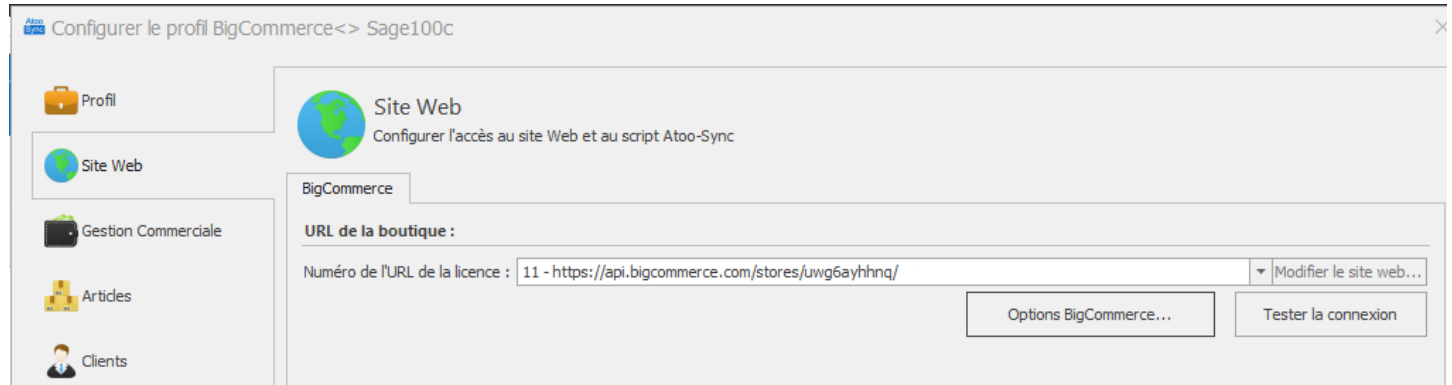 Atoo Sync Configurer le profil BigCommerce<> Sage100c
Profil
Site Web
Gestion Commerciale
Articles
Clients
Site Web
Configurer l'accès au site Web et au script Atoo-Sync
BigCommerce
URL de la boutique :
Numéro de l'URL de la licence : 11 - https://api.bigcommerce.com/stores/uwg6ayhhnq/ Modifier le site web...
Options BigCommerce... Tester la connexion